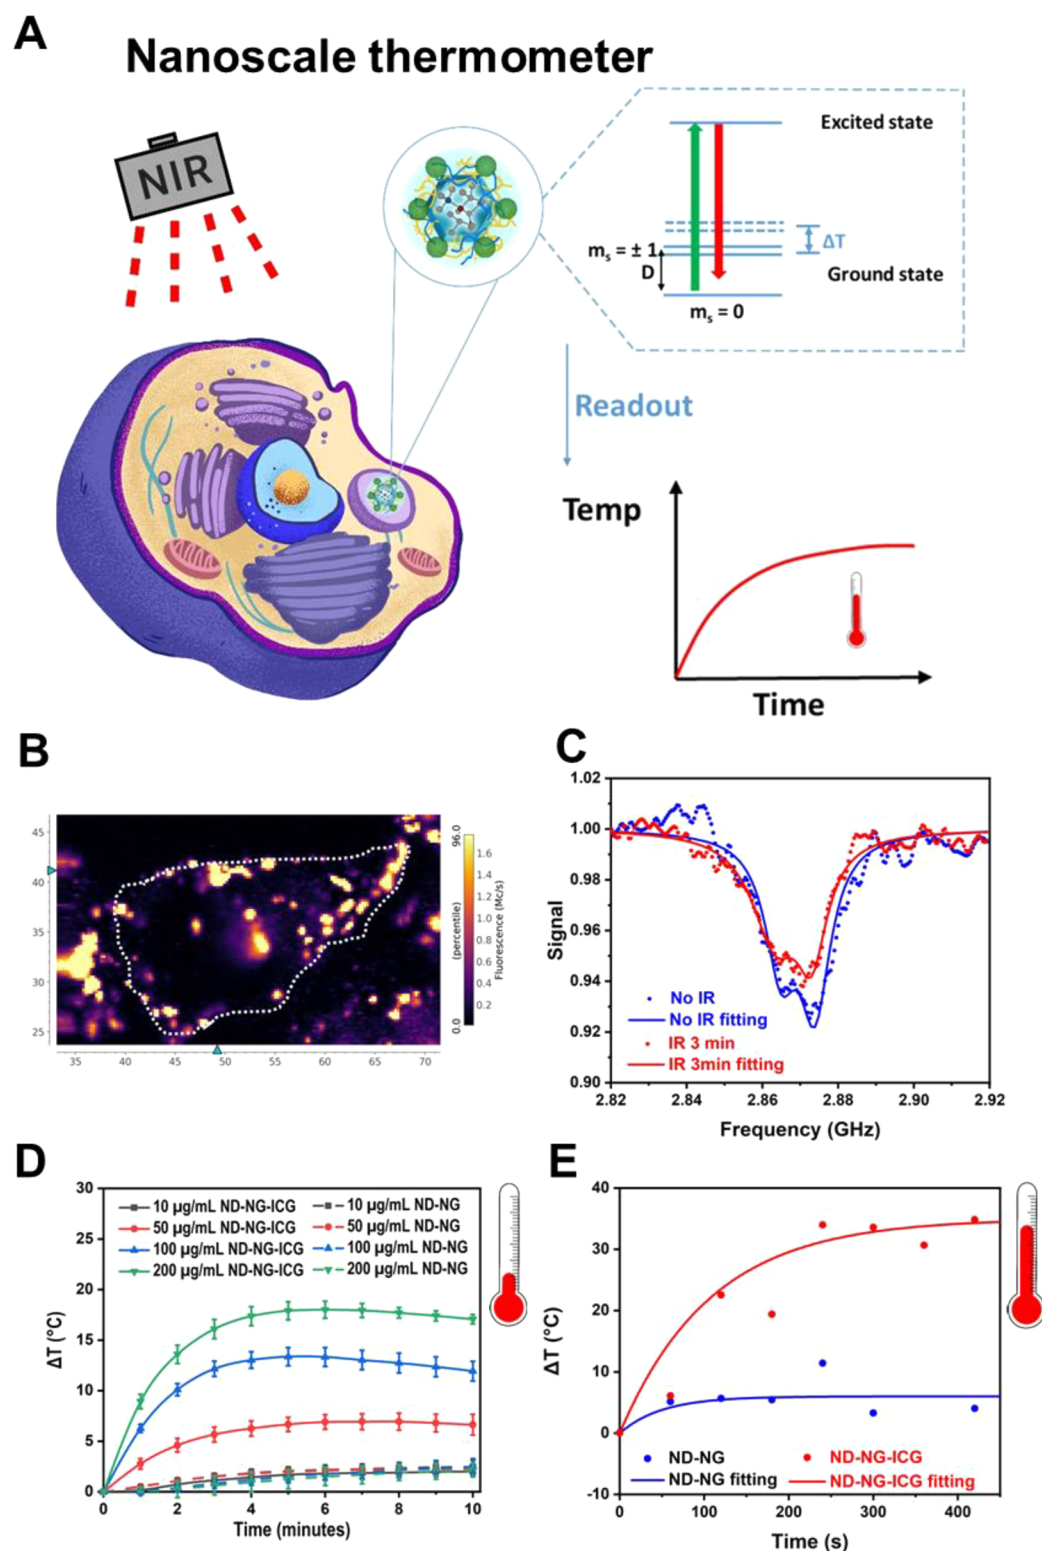 A
Nanoscale thermometer
NIR
Excited state
ms = ± 1
D
ΔT
Ground state
ms = 0
Readout
Temp
Time
B
45
40
35
30
25
35 40 45 50 55 60 65 70
96.0
(percentile)
0.0
1.6
1.4
1.2
1.0
0.8
0.6
0.4
0.2
Fluorescence (Mc/s)
C
1.02
1.00
0.98
0.96
0.94
0.92
0.90
Signal
No IR
No IR fitting
IR 3 min
IR 3min fitting
2.82 2.84 2.86 2.88 2.90 2.92
Frequency (GHz)
D
30
25
20
15
10
5
0
ΔT (°C)
10 µg/mL ND-NG-ICG 10 µg/mL ND-NG
50 µg/mL ND-NG-ICG 50 µg/mL ND-NG
100 µg/mL ND-NG-ICG 100 µg/mL ND-NG
200 µg/mL ND-NG-ICG 200 µg/mL ND-NG
0 2 4 6 8 10
Time (minutes)
E
40
30
20
10
0
-10
ΔT (°C)
ND-NG ND-NG-ICG
ND-NG fitting ND-NG-ICG fitting
0 100 200 300 400
Time (s)